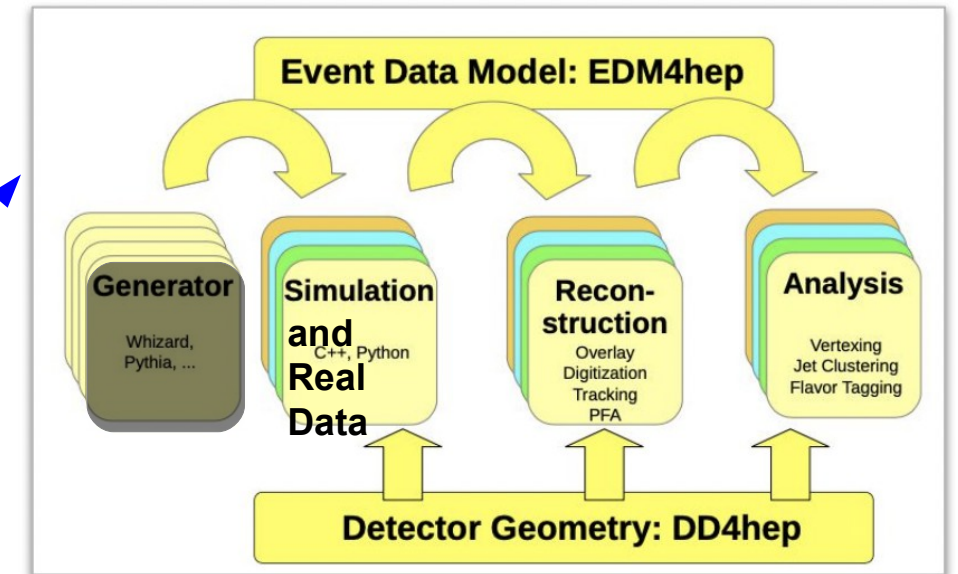 Event Data Model: EDM4hep
Generator
Whizard,
Pythia, ...
Simulation
and
C++, Python
Real
Data
Recon-
struction
Overlay
Digitization
Tracking
PFA
Analysis
Vertexing
Jet Clustering
Flavor Tagging
Detector Geometry: DD4hep